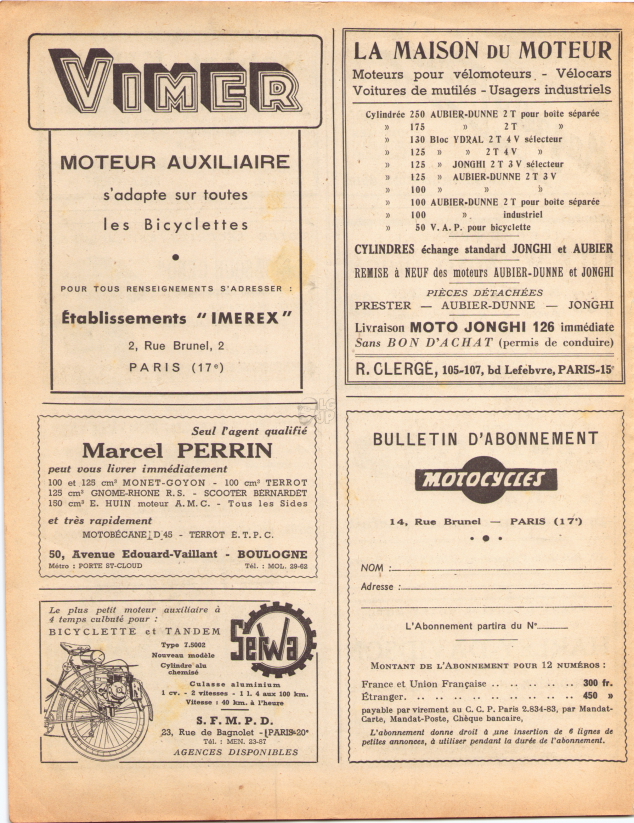 VIMER
MOTEUR AUXILIAIRE
s'adapte sur toutes
les Bicyclettes
•
POUR TOUS RENSEIGNEMENTS S'ADRESSER :
Établissements "IMEREX"
2, Rue Brunel, 2
PARIS (17e)
LA MAISON DU MOTEUR
Moteurs pour vélomoteurs - Vélocars
Voitures de mutilés - Usagers industriels
Cylindrée 250 AUBIER-DUNNE 2 T pour boite séparée
» 175 » 2 T »
» 130 Bloc YDRAL 2 T 4 V sélecteur
» 125 » » 2 T 4 V »
» 125 » JONGHI 2 T 3 V sélecteur
» 125 » AUBIER-DUNNE 2 T 3 V
» 100 » » »
» 100 AUBIER-DUNNE 2 T pour boite séparée
» 100 » industriel
» 50 V. A. P. pour bicyclette
CYLINDRES échange standard JONGHI et AUBIER
REMISE à NEUF des moteurs AUBIER-DUNNE et JONGHI
PIÈCES DÉTACHÉES
PRESTER — AUBIER-DUNNE — JONGHI
Livraison MOTO JONGHI 126 immédiate
Sans BON D'ACHAT (permis de conduire)
R. CLERGÉ, 105-107, bd Lefebvre, PARIS-15e
Seul l'agent qualifié
Marcel PERRIN
peut vous livrer immédiatement
100 et 125 cm³ MONET-GOYON - 100 cm³ TERROT
125 cm³ GNOME-RHONE R.S. - SCOOTER BERNARDET
150 cm³ E. HUIN moteur A.M.C. - Tous les Sides
et très rapidement
MOTOBÉCANE D 45 - TERROT E.T.P.C.
50, Avenue Edouard-Vaillant - BOULOGNE
Métro : PORTE ST-CLOUD Tél. : MOL. 29-62
Le plus petit moteur auxiliaire à
4 temps culbuté pour :
BICYCLETTE et TANDEM
Type 7.5002
Nouveau modèle
Cylindre alu
chemisé
Serwa
Culasse aluminium
1 cv. - 2 vitesses - 1 l. 4 aux 100 km.
Vitesse : 40 km. à l'heure
S. F. M. P. D.
23, Rue de Bagnolet - PARIS-20e
Tél. : MEN. 23-87
AGENCES DISPONIBLES
BULLETIN D'ABONNEMENT
MOTOCYCLES
14, Rue Brunel — PARIS (17e)
• ● •
NOM :
Adresse :
L'Abonnement partira du N°
MONTANT DE L'ABONNEMENT POUR 12 NUMÉROS :
France et Union Française .. .. .. .. .. 300 fr.
Étranger. .. .. .. .. .. .. .. .. .. 450 »
payable par virement au C. C. P. Paris 2.834-83, par Mandat-
Carte, Mandat-Poste, Chèque bancaire,
L'abonnement donne droit à une insertion de 6 lignes de
petites annonces, à utiliser pendant la durée de l'abonnement.